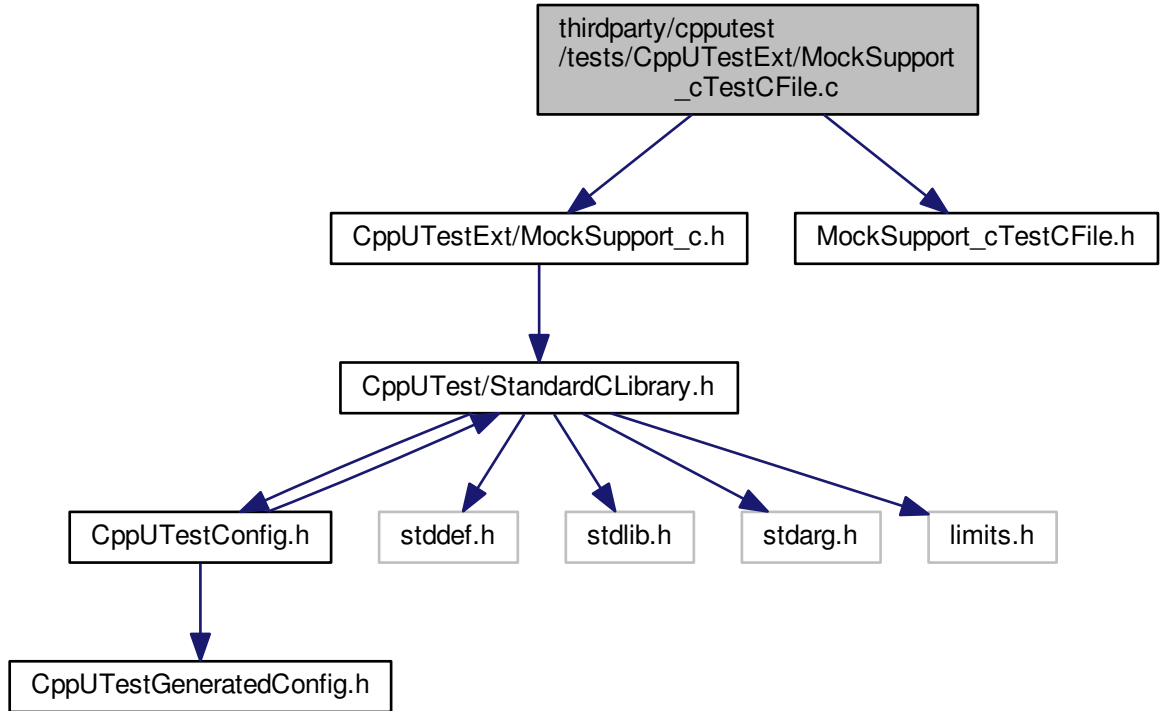 thirdparty/cpputest
/tests/CppUTestExt/MockSupport
_cTestCFile.c
CppUTestExt/MockSupport_c.h
MockSupport_cTestCFile.h
CppUTest/StandardCLibrary.h
CppUTestConfig.h
stddef.h
stdlib.h
stdarg.h
limits.h
CppUTestGeneratedConfig.h